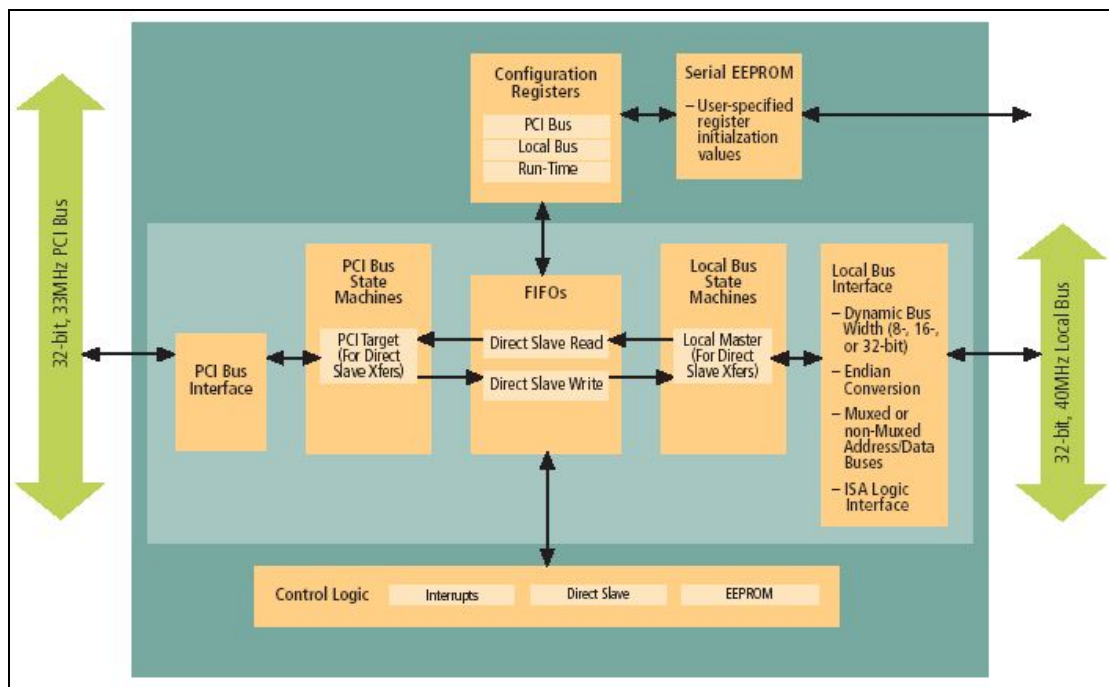 32-bit, 33MHz PCI Bus
Configuration
Registers
PCI Bus
Local Bus
Run-Time
Serial EEPROM
– User-specified
register
initialzation
values
PCI Bus
Interface
PCI Bus
State
Machines
PCI Target
(For Direct
Slave Xfers)
FIFOs
Direct Slave Read
Direct Slave Write
Local Bus
State
Machines
Local Master
(For Direct
Slave Xfers)
Local Bus
Interface
– Dynamic Bus
Width (8-, 16-,
or 32-bit)
– Endian
Conversion
– Muxed or
non-Muxed
Address/Data
Buses
– ISA Logic
Interface
32-bit, 40MHz Local Bus
Control Logic
Interrupts
Direct Slave
EEPROM